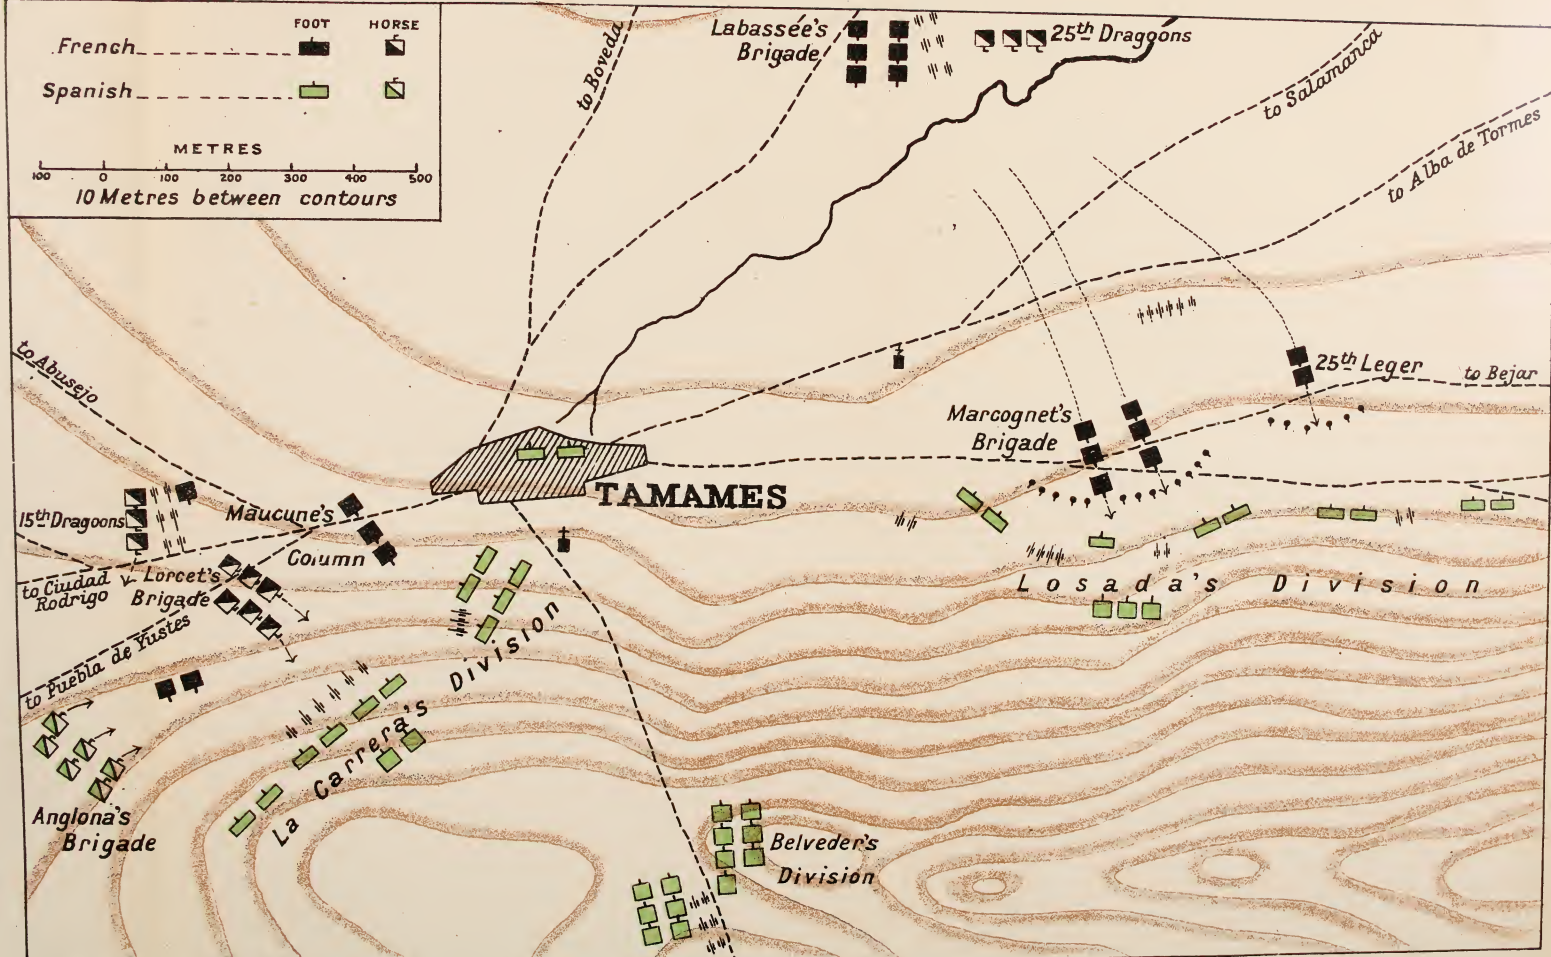 FOOT HORSE
French
Spanish
METRES
100 0 100 200 300 400 500
10 Metres between contours
to Boveda
Labassée's
Brigade
25th Dragoons
to Salamanca
to Alba de Tormes
to Abusejo
25th Leger
to Bejar
Marcognet's
Brigade
TAMAMES
15th Dragoons
Maucune's
Column
to Ciudad
Rodrigo
Lorcet's
Brigade
to Puebla de Yustes
Losada's Division
La Carrera's Division
Anglona's
Brigade
Belveder's
Division